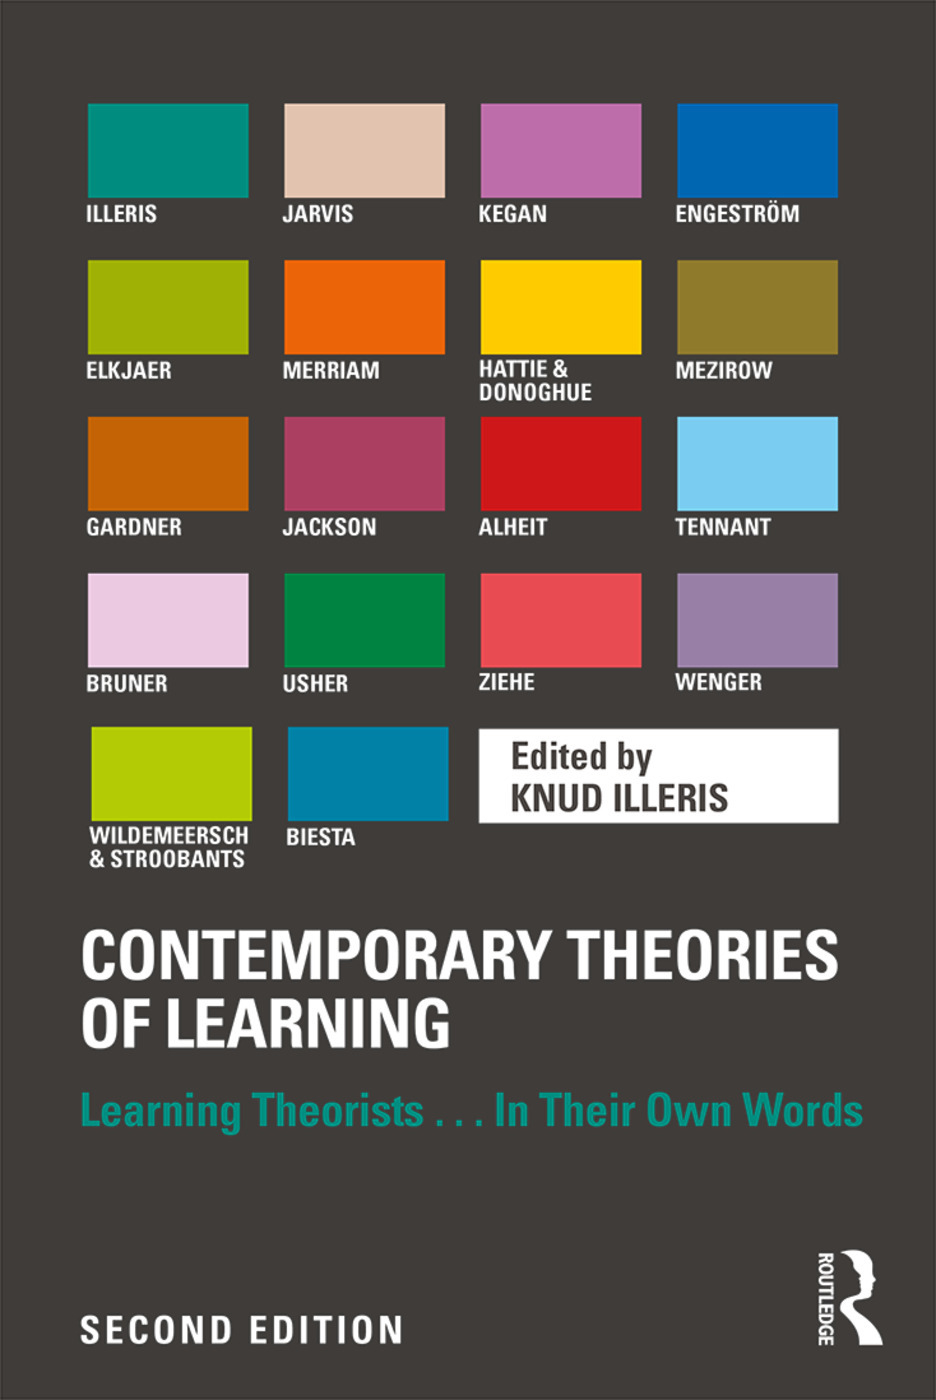 ILLERIS
JARVIS
KEGAN
ENGESTRÖM
ELKJAER
MERRIAM
HATTIE &
DONOGHUE
MEZIROW
GARDNER
JACKSON
ALHEIT
TENNANT
BRUNER
USHER
ZIEHE
WENGER
WILDEMEERSCH
& STROOBANTS
BIESTA
Edited by
KNUD ILLERIS
CONTEMPORARY THEORIES
OF LEARNING
Learning Theorists . . . In Their Own Words
SECOND EDITION
ROUTLEDGE